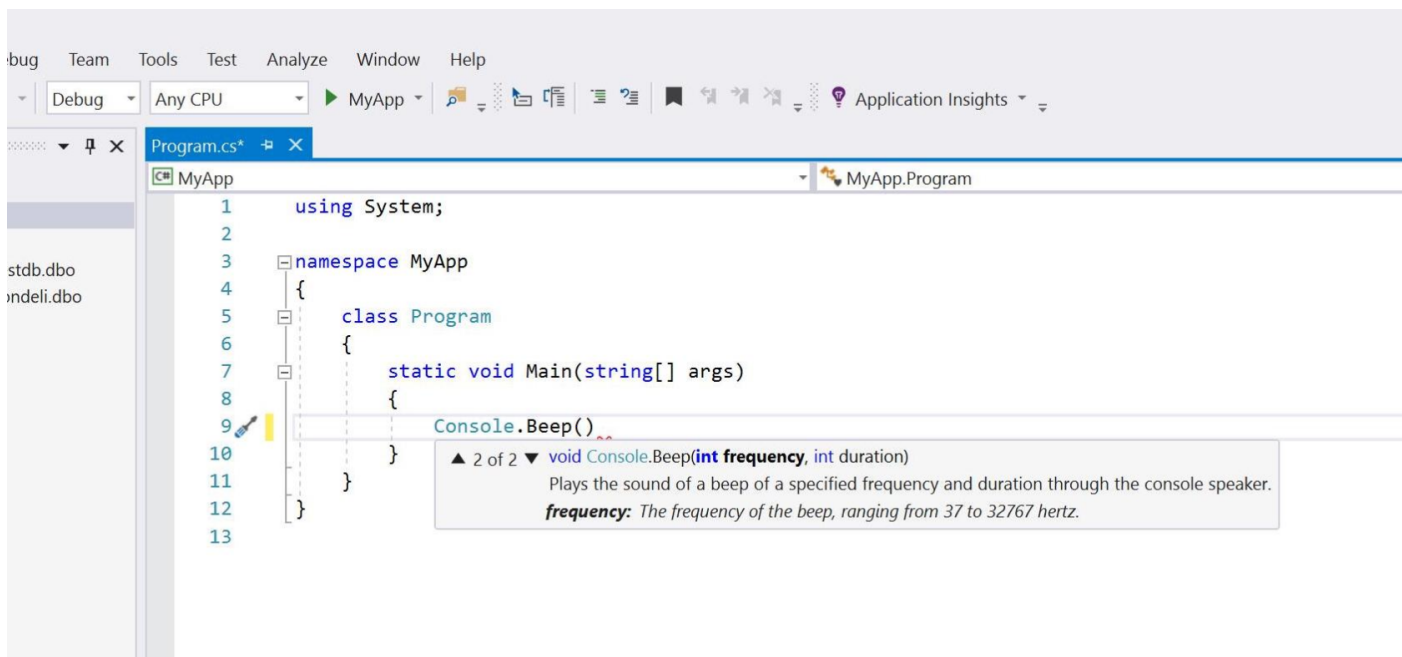 ebug Team Tools Test Analyze Window Help
Debug Any CPU MyApp Application Insights
Program.cs*
C# MyApp MyApp.Program
stdb.dbo
ondeli.dbo
1 using System;
2
3 namespace MyApp
4 {
5 class Program
6 {
7 static void Main(string[] args)
8 {
9 Console.Beep()
10 }
11 }
12 }
13
▲ 2 of 2 ▼ void Console.Beep(int frequency, int duration)
Plays the sound of a beep of a specified frequency and duration through the console speaker.
frequency: The frequency of the beep, ranging from 37 to 32767 hertz.